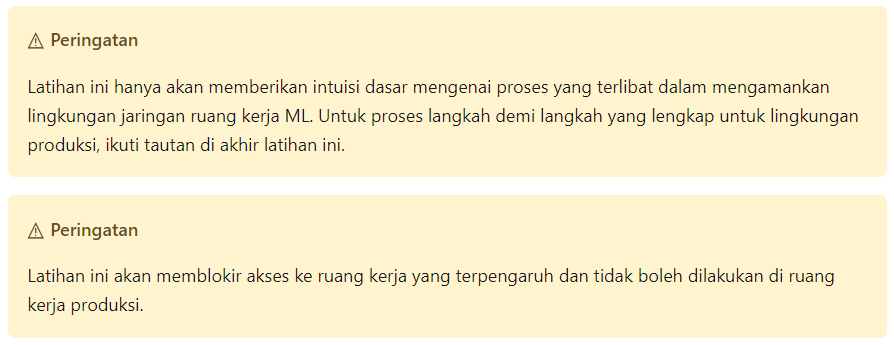 ⚠ Peringatan
Latihan ini hanya akan memberikan intuisi dasar mengenai proses yang terlibat dalam mengamankan
lingkungan jaringan ruang kerja ML. Untuk proses langkah demi langkah yang lengkap untuk lingkungan
produksi, ikuti tautan di akhir latihan ini.
⚠ Peringatan
Latihan ini akan memblokir akses ke ruang kerja yang terpengaruh dan tidak boleh dilakukan di ruang
kerja produksi.